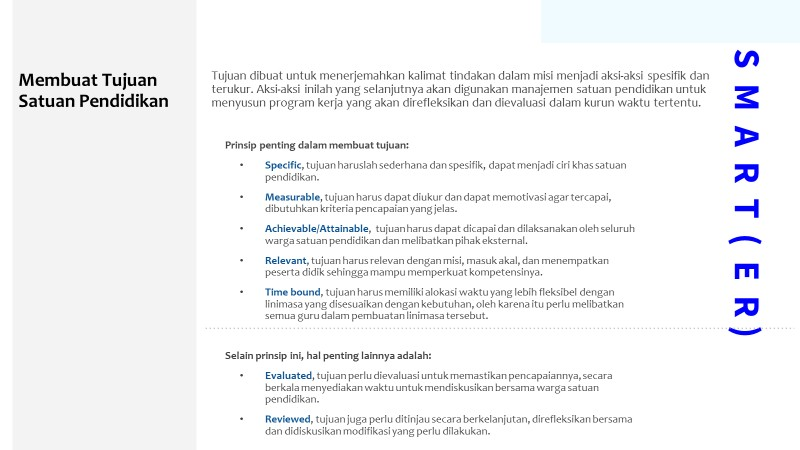 Membuat Tujuan
Satuan Pendidikan
Tujuan dibuat untuk menerjemahkan kalimat tindakan dalam misi menjadi aksi-aksi spesifik dan
terukur. Aksi-aksi inilah yang selanjutnya akan digunakan manajemen satuan pendidikan untuk
menyusun program kerja yang akan direfleksikan dan dievaluasi dalam kurun waktu tertentu.
Prinsip penting dalam membuat tujuan:
• Specific, tujuan haruslah sederhana dan spesifik, dapat menjadi ciri khas satuan
pendidikan.
• Measurable, tujuan harus dapat diukur dan dapat memotivasi agar tercapai,
dibutuhkan kriteria pencapaian yang jelas.
• Achievable/Attainable, tujuan harus dapat dicapai dan dilaksanakan oleh seluruh
warga satuan pendidikan dan melibatkan pihak eksternal.
• Relevant, tujuan harus relevan dengan misi, masuk akal, dan menempatkan
peserta didik sehingga mampu memperkuat kompetensinya.
• Time bound, tujuan harus memiliki alokasi waktu yang lebih fleksibel dengan
linimasa yang disesuaikan dengan kebutuhan, oleh karena itu perlu melibatkan
semua guru dalam pembuatan linimasa tersebut.
Selain prinsip ini, hal penting lainnya adalah:
• Evaluated, tujuan perlu dievaluasi untuk memastikan pencapaiannya, secara
berkala menyediakan waktu untuk mendiskusikan bersama warga satuan
pendidikan.
• Reviewed, tujuan juga perlu ditinjau secara berkelanjutan, direfleksikan bersama
dan didiskusikan modifikasi yang perlu dilakukan.
S M A R T ( E R )